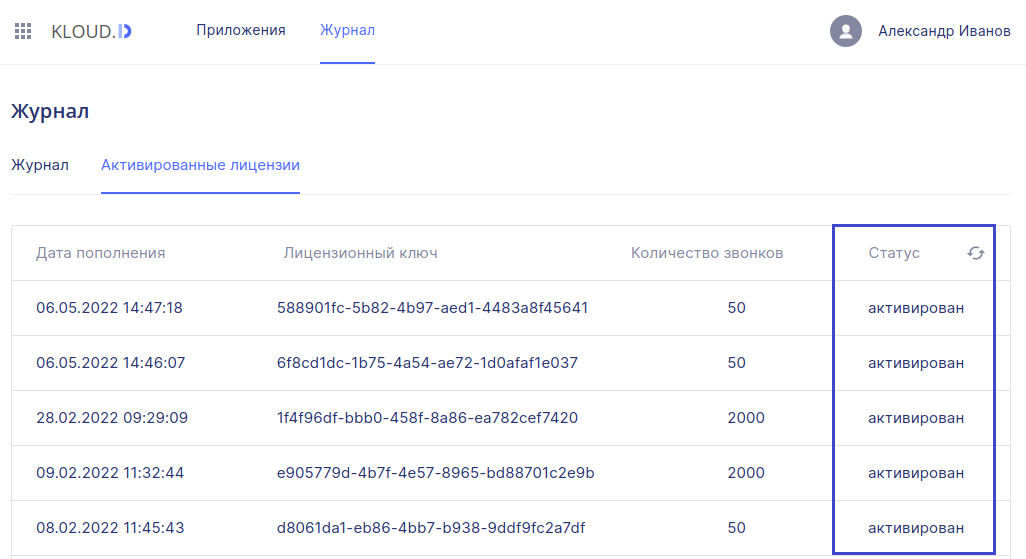 KLOUD.D Приложения Журнал Александр Иванов
Журнал
Журнал Активированные лицензии
Дата пополнения Лицензионный ключ Количество звонков Статус
06.05.2022 14:47:18 588901fc-5b82-4b97-aed1-4483a8f45641 50 активирован
06.05.2022 14:46:07 6f8cd1dc-1b75-4a54-ae72-1d0afaf1e037 50 активирован
28.02.2022 09:29:09 1f4f96df-bbb0-458f-8a86-ea782cef7420 2000 активирован
09.02.2022 11:32:44 e905779d-4b7f-4e57-8965-bd88701c2e9b 2000 активирован
08.02.2022 11:45:43 d8061da1-eb86-4bb7-b938-9ddf9fc2a7df 50 активирован